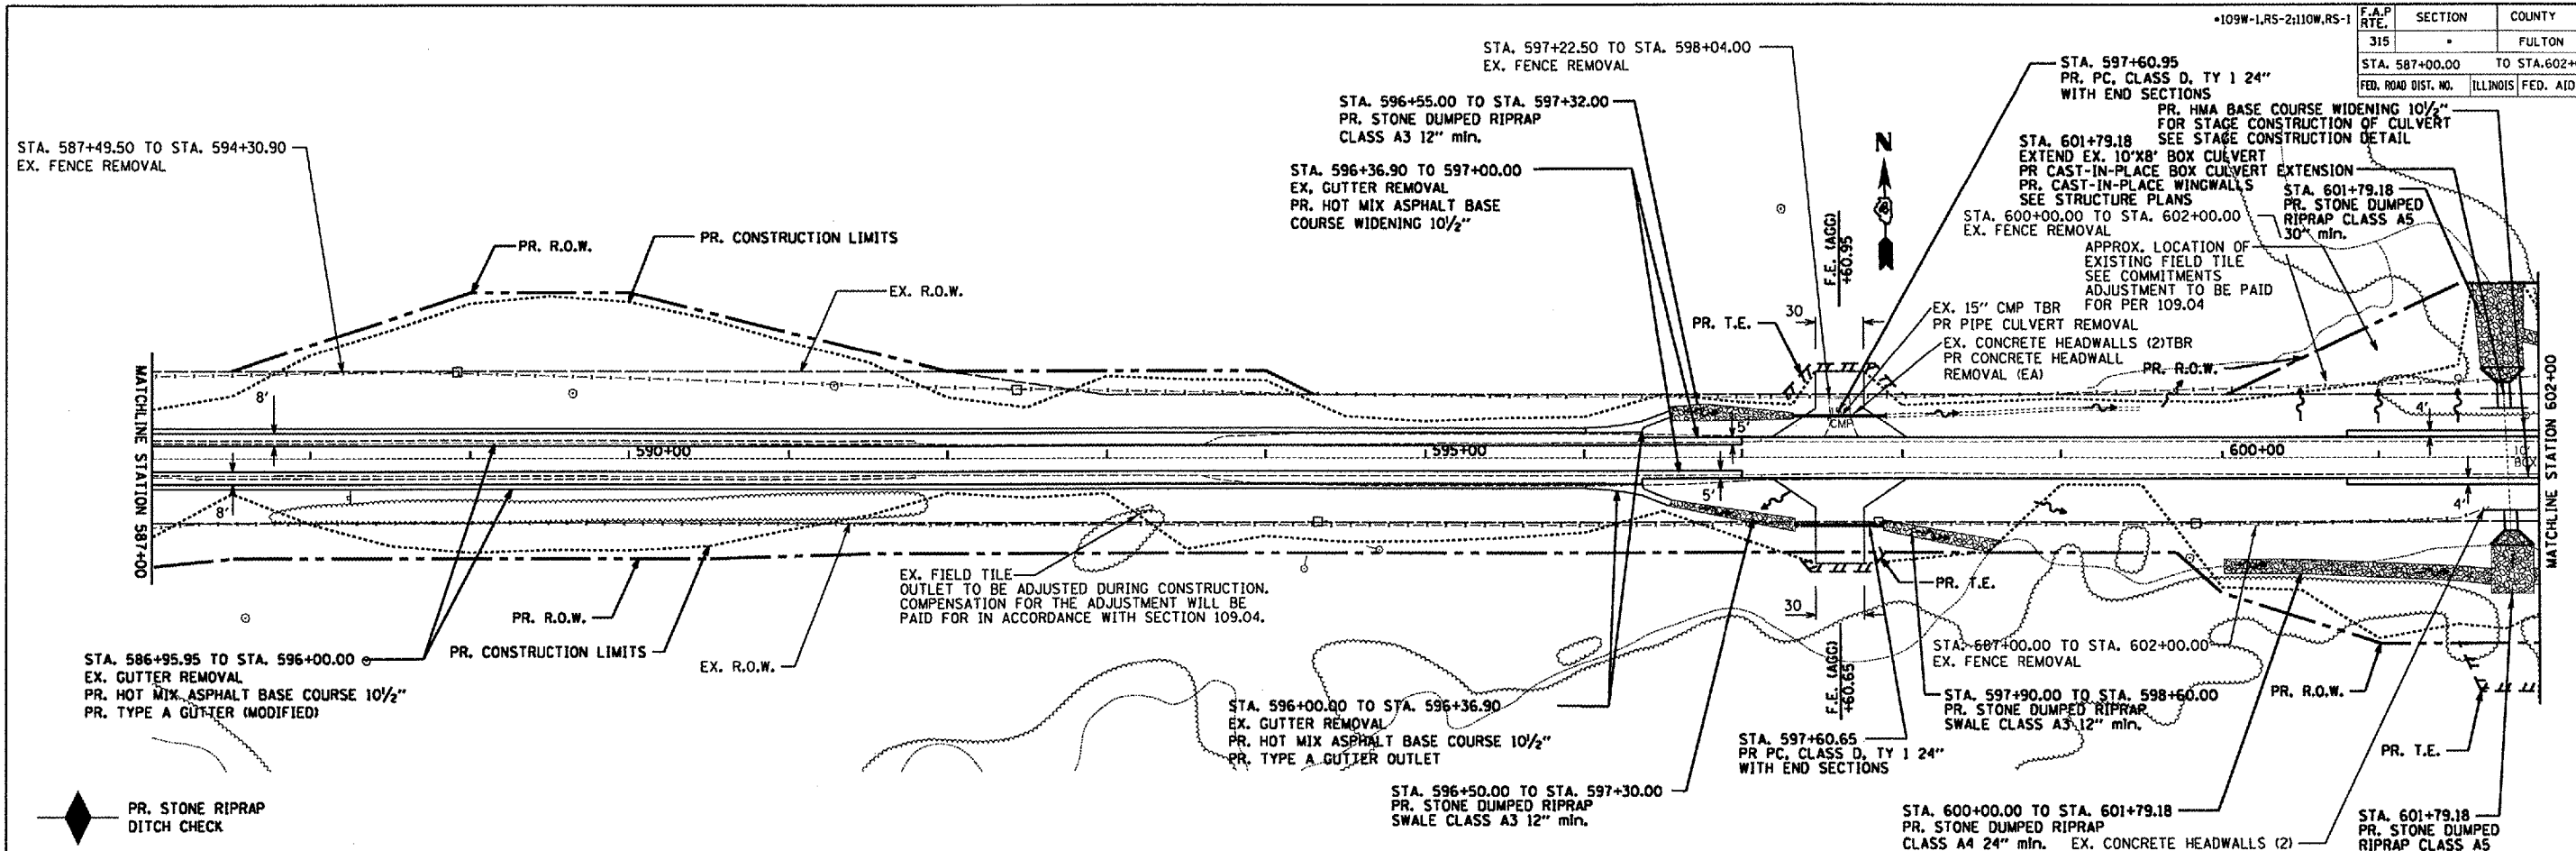 •109W-1,RS-2;110W,RS-1
F.A.P RTE. SECTION COUNTY
315 • FULTON
STA. 587+00.00 TO STA.602+
FED. ROAD DIST. NO. ILLINOIS FED. AID
STA. 597+22.50 TO STA. 598+04.00
EX. FENCE REMOVAL
STA. 597+60.95
PR. PC. CLASS D. TY 1 24"
WITH END SECTIONS
STA. 596+55.00 TO STA. 597+32.00
PR. STONE DUMPED RIPRAP
CLASS A3 12" min.
PR. HMA BASE COURSE WIDENING 10½"
FOR STAGE CONSTRUCTION OF CULVERT
SEE STAGE CONSTRUCTION DETAIL
STA. 587+49.50 TO STA. 594+30.90
EX. FENCE REMOVAL
N
STA. 601+79.18
EXTEND EX. 10'X8' BOX CULVERT
PR CAST-IN-PLACE BOX CULVERT EXTENSION
PR. CAST-IN-PLACE WINGWALLS
SEE STRUCTURE PLANS
STA. 596+36.90 TO 597+00.00
EX. GUTTER REMOVAL
PR. HOT MIX ASPHALT BASE
COURSE WIDENING 10½"
STA. 601+79.18
PR. STONE DUMPED
RIPRAP CLASS A5
30" min.
STA. 600+00.00 TO STA. 602+00.00
EX. FENCE REMOVAL
PR. R.O.W.
PR. CONSTRUCTION LIMITS
F.E. (AGG)
+60.95
APPROX. LOCATION OF
EXISTING FIELD TILE
SEE COMMITMENTS
ADJUSTMENT TO BE PAID
FOR PER 109.04
EX. R.O.W.
PR. T.E.
30
EX. 15" CMP TBR
PR PIPE CULVERT REMOVAL
EX. CONCRETE HEADWALLS (2)TBR
PR CONCRETE HEADWALL
REMOVAL (EA)
PR. R.O.W.
MATCHLINE STATION 587+00
MATCHLINE STATION 602+00
8'
5'
CMP
4'
590+00
595+00
600+00
10'
BOX
8'
5'
4'
EX. FIELD TILE
OUTLET TO BE ADJUSTED DURING CONSTRUCTION.
COMPENSATION FOR THE ADJUSTMENT WILL BE
PAID FOR IN ACCORDANCE WITH SECTION 109.04.
PR. T.E.
30
PR. R.O.W.
PR. CONSTRUCTION LIMITS
EX. R.O.W.
F.E. (AGG)
+60.65
STA. 587+00.00 TO STA. 602+00.00
EX. FENCE REMOVAL
STA. 586+95.95 TO STA. 596+00.00
EX. GUTTER REMOVAL
PR. HOT MIX ASPHALT BASE COURSE 10½"
PR. TYPE A GUTTER (MODIFIED)
STA. 596+00.00 TO STA. 596+36.90
EX. GUTTER REMOVAL
PR. HOT MIX ASPHALT BASE COURSE 10½"
PR. TYPE A GUTTER OUTLET
STA. 597+90.00 TO STA. 598+60.00
PR. STONE DUMPED RIPRAP
SWALE CLASS A3 12" min.
PR. R.O.W.
STA. 597+60.65
PR PC. CLASS D. TY 1 24"
WITH END SECTIONS
PR. T.E.
PR. STONE RIPRAP
DITCH CHECK
STA. 596+50.00 TO STA. 597+30.00
PR. STONE DUMPED RIPRAP
SWALE CLASS A3 12" min.
STA. 600+00.00 TO STA. 601+79.18
PR. STONE DUMPED RIPRAP
CLASS A4 24" min.
EX. CONCRETE HEADWALLS (2)
STA. 601+79.18
PR. STONE DUMPED
RIPRAP CLASS A5